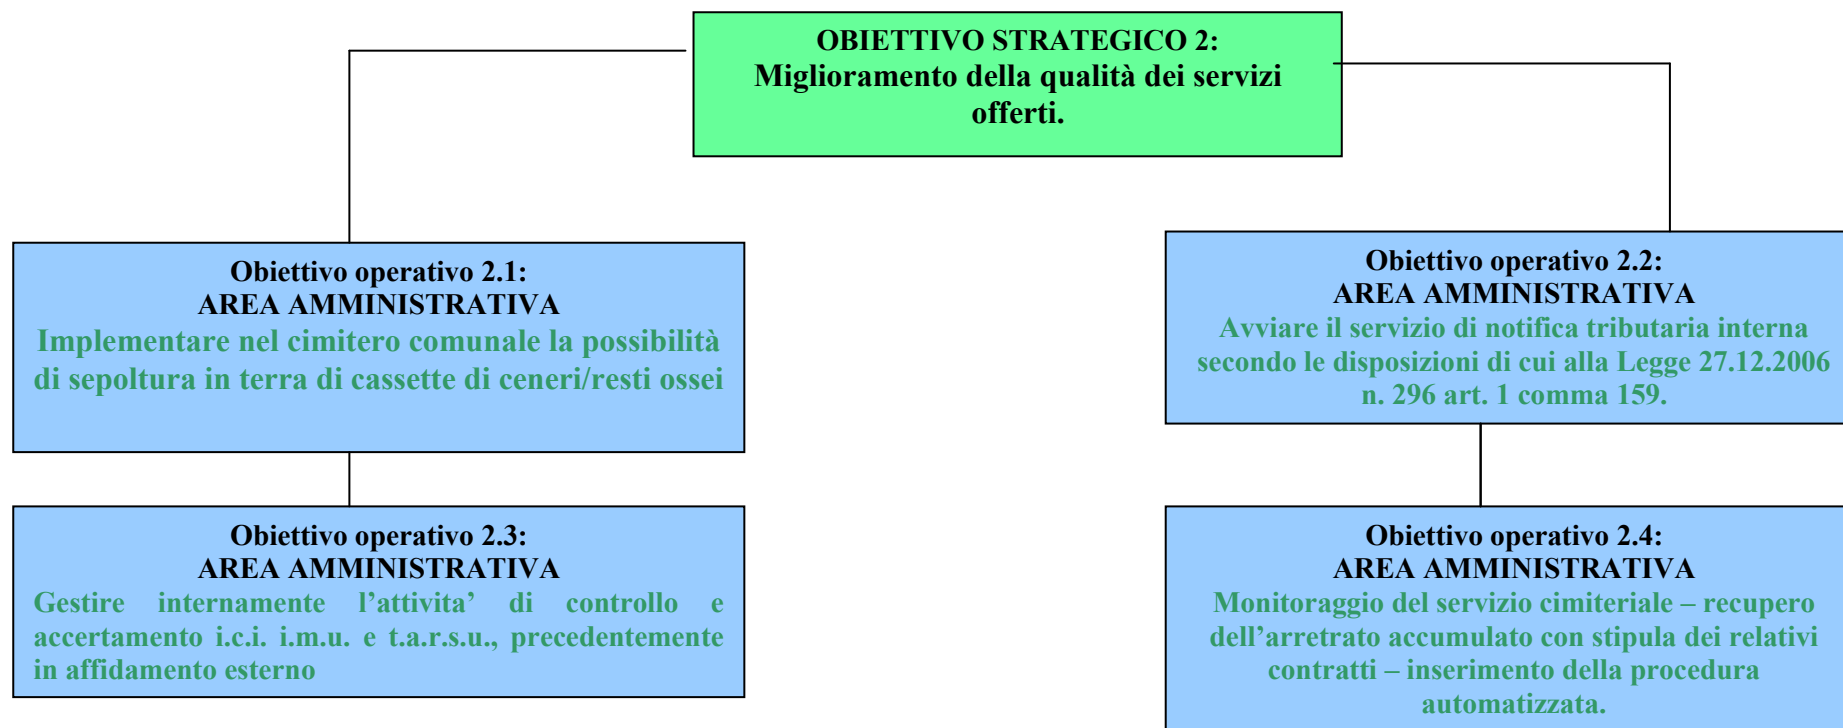 OBIETTIVO STRATEGICO 2:
Miglioramento della qualità dei servizi
offerti.
Obiettivo operativo 2.1:
AREA AMMINISTRATIVA
Implementare nel cimitero comunale la possibilità
di sepoltura in terra di cassette di ceneri/resti ossei
Obiettivo operativo 2.2:
AREA AMMINISTRATIVA
Avviare il servizio di notifica tributaria interna
secondo le disposizioni di cui alla Legge 27.12.2006
n. 296 art. 1 comma 159.
Obiettivo operativo 2.3:
AREA AMMINISTRATIVA
Gestire internamente l’attivita’ di controllo e
accertamento i.c.i. i.m.u. e t.a.r.s.u., precedentemente
in affidamento esterno
Obiettivo operativo 2.4:
AREA AMMINISTRATIVA
Monitoraggio del servizio cimiteriale – recupero
dell’arretrato accumulato con stipula dei relativi
contratti – inserimento della procedura
automatizzata.